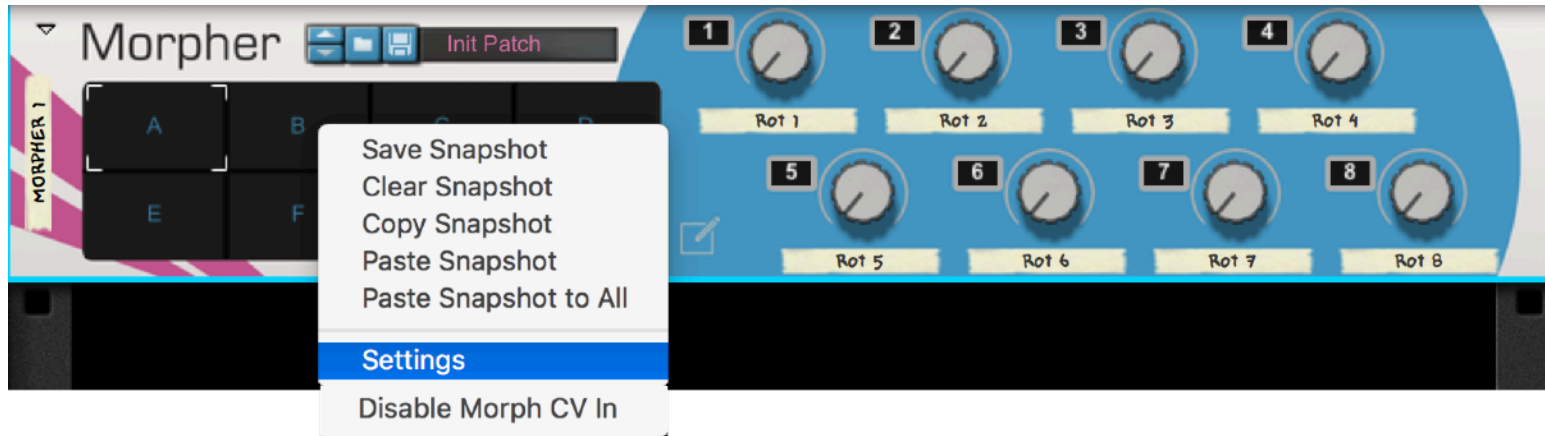 Morpher
Init Patch
MORPHER 1
A
B
E
F
Save Snapshot
Clear Snapshot
Copy Snapshot
Paste Snapshot
Paste Snapshot to All
Settings
Disable Morph CV In
1
2
3
4
Rot 1
Rot 2
Rot 3
Rot 4
5
6
7
8
Rot 5
Rot 6
Rot 7
Rot 8